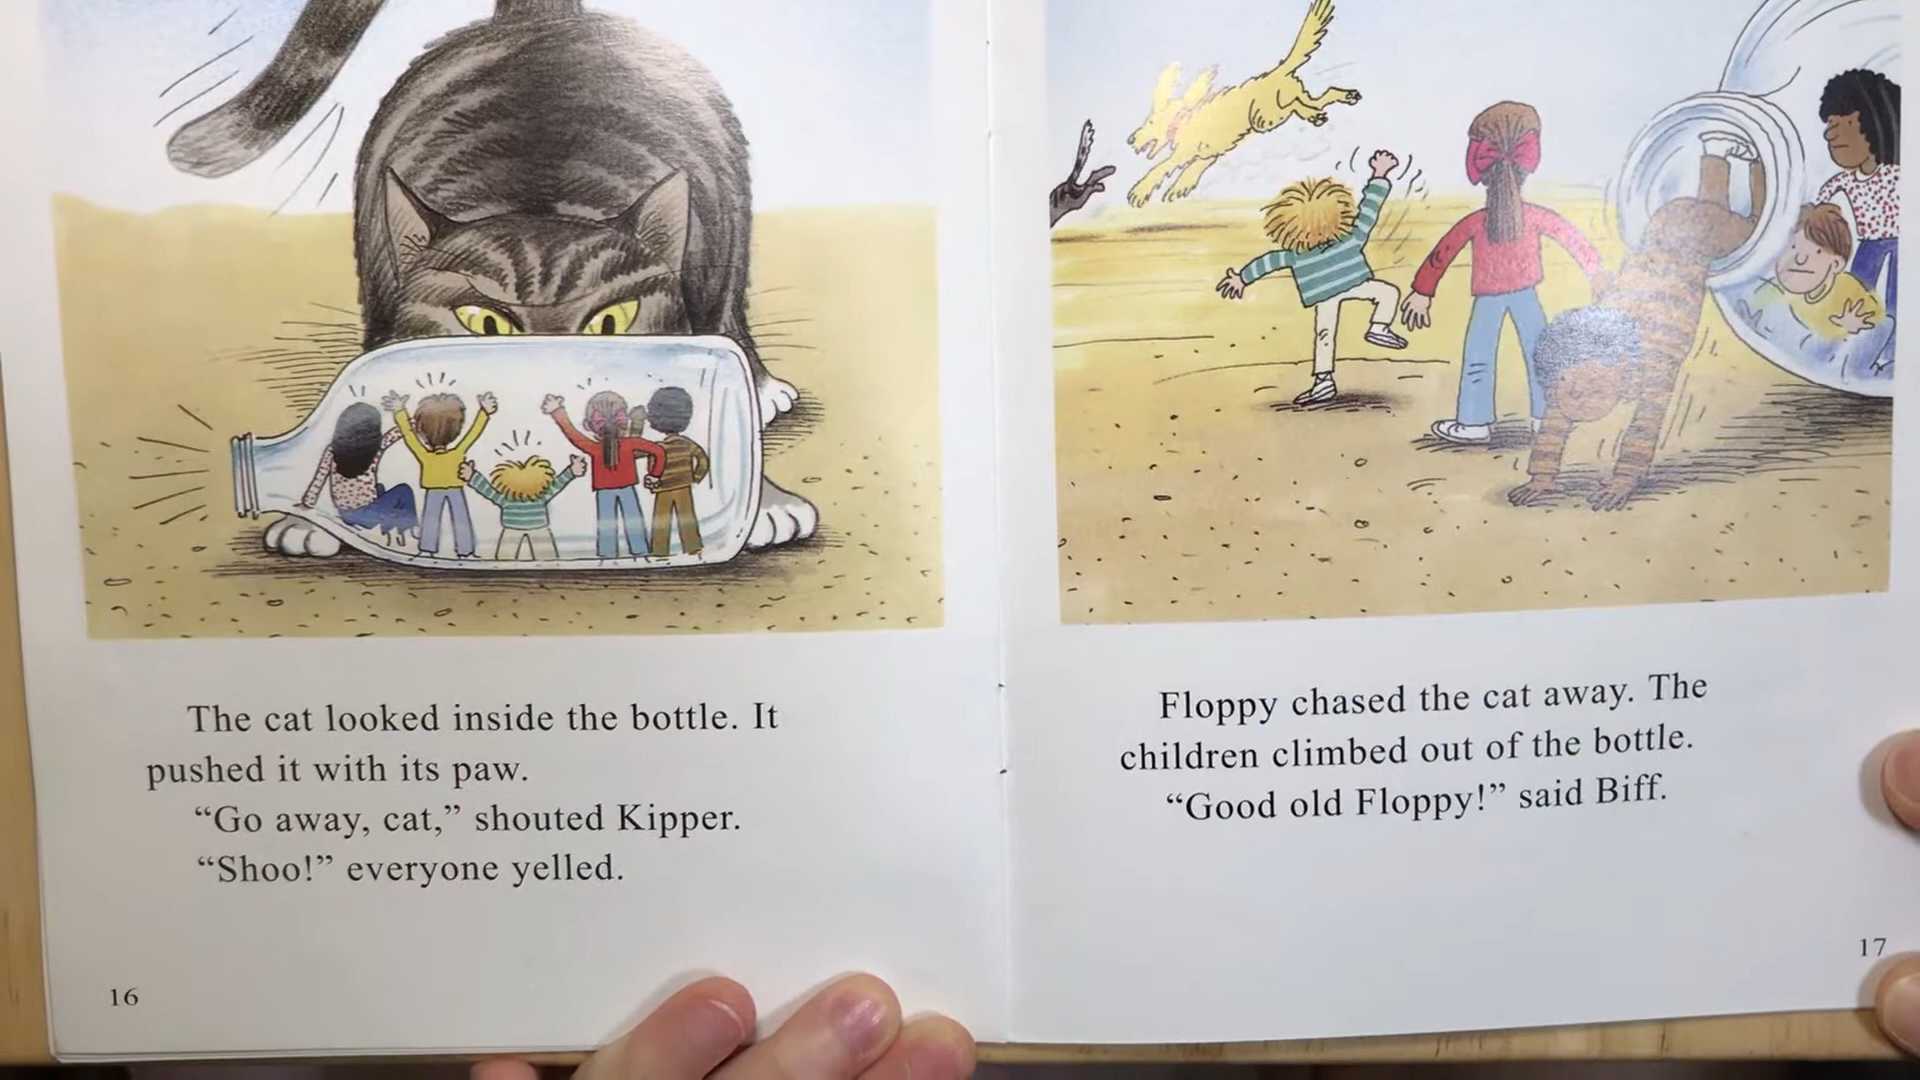 The cat looked inside the bottle. It
pushed it with its paw.
“Go away, cat,” shouted Kipper.
“Shoo!” everyone yelled.
16
Floppy chased the cat away. The
children climbed out of the bottle.
“Good old Floppy!” said Biff.
17